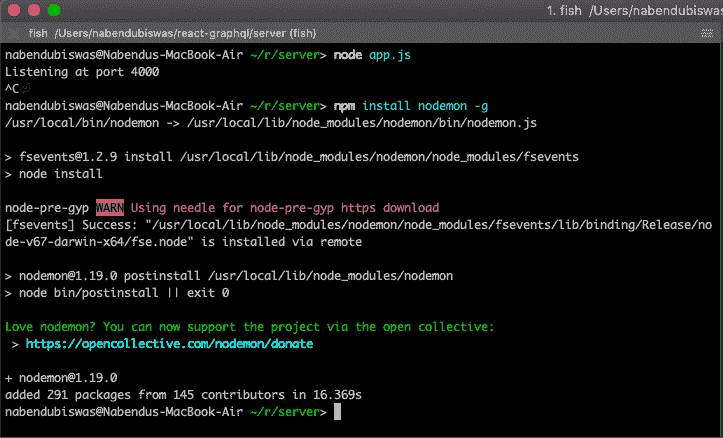 1. fish /Users/nabendubiswas
fish /Users/nabendubiswas/react-graphql/server (fish)
nabendubiswas@Nabendus-MacBook-Air ~/r/server> node app.js
Listening at port 4000
^C⏎
nabendubiswas@Nabendus-MacBook-Air ~/r/server> npm install nodemon -g
/usr/local/bin/nodemon -> /usr/local/lib/node_modules/nodemon/bin/nodemon.js
> fsevents@1.2.9 install /usr/local/lib/node_modules/nodemon/node_modules/fsevents
> node install
node-pre-gyp WARN Using needle for node-pre-gyp https download
[fsevents] Success: "/usr/local/lib/node_modules/nodemon/node_modules/fsevents/lib/binding/Release/no
de-v67-darwin-x64/fse.node" is installed via remote
> nodemon@1.19.0 postinstall /usr/local/lib/node_modules/nodemon
> node bin/postinstall || exit 0
Love nodemon? You can now support the project via the open collective:
> https://opencollective.com/nodemon/donate
+ nodemon@1.19.0
added 291 packages from 145 contributors in 16.369s
nabendubiswas@Nabendus-MacBook-Air ~/r/server>